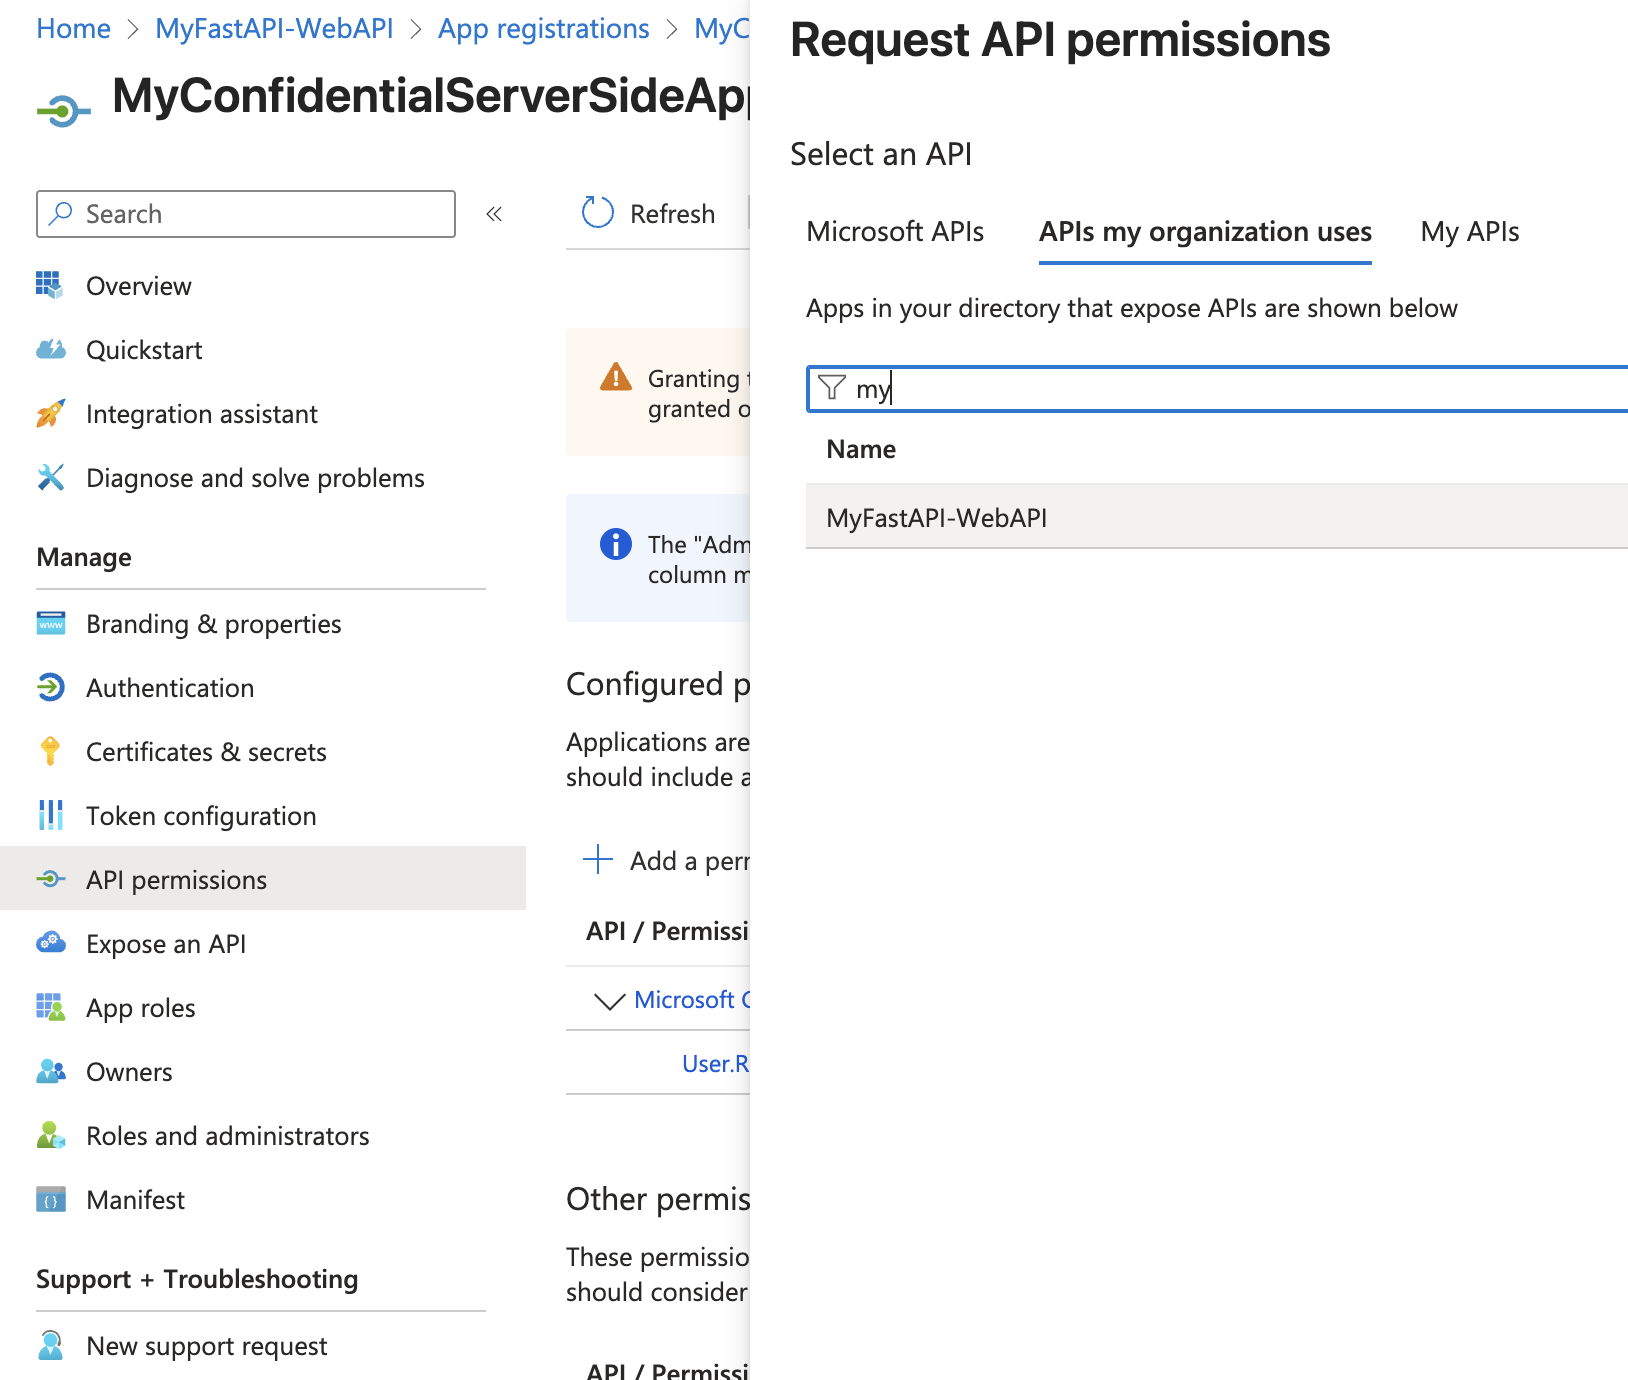 Home > MyFastAPI-WebAPI > App registrations > MyC
MyConfidentialServerSideApp
Search
«
Overview
Quickstart
Integration assistant
Diagnose and solve problems
Manage
Branding & properties
Authentication
Certificates & secrets
Token configuration
API permissions
Expose an API
App roles
Owners
Roles and administrators
Manifest
Support + Troubleshooting
New support request
Refresh
Granting
granted o
The "Adm
column m
Configured p
Applications are
should include a
Add a perm
API / Permissi
Microsoft G
User.R
Other permis
These permissio
should consider
API / Permissi
Request API permissions
Select an API
Microsoft APIs
APIs my organization uses
My APIs
Apps in your directory that expose APIs are shown below
my
Name
MyFastAPI-WebAPI